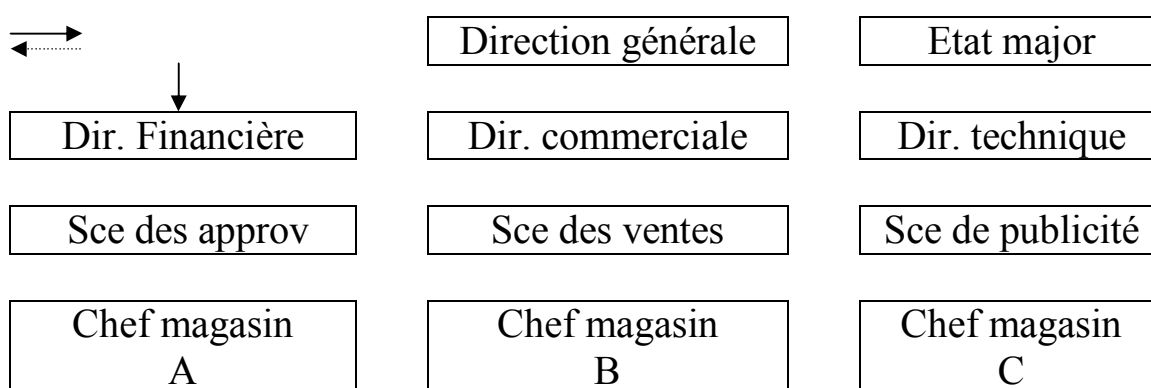 Direction générale
Etat major
Dir. Financière
Dir. commerciale
Dir. technique
Sce des approv
Sce des ventes
Sce de publicité
Chef magasin
A
Chef magasin
B
Chef magasin
C